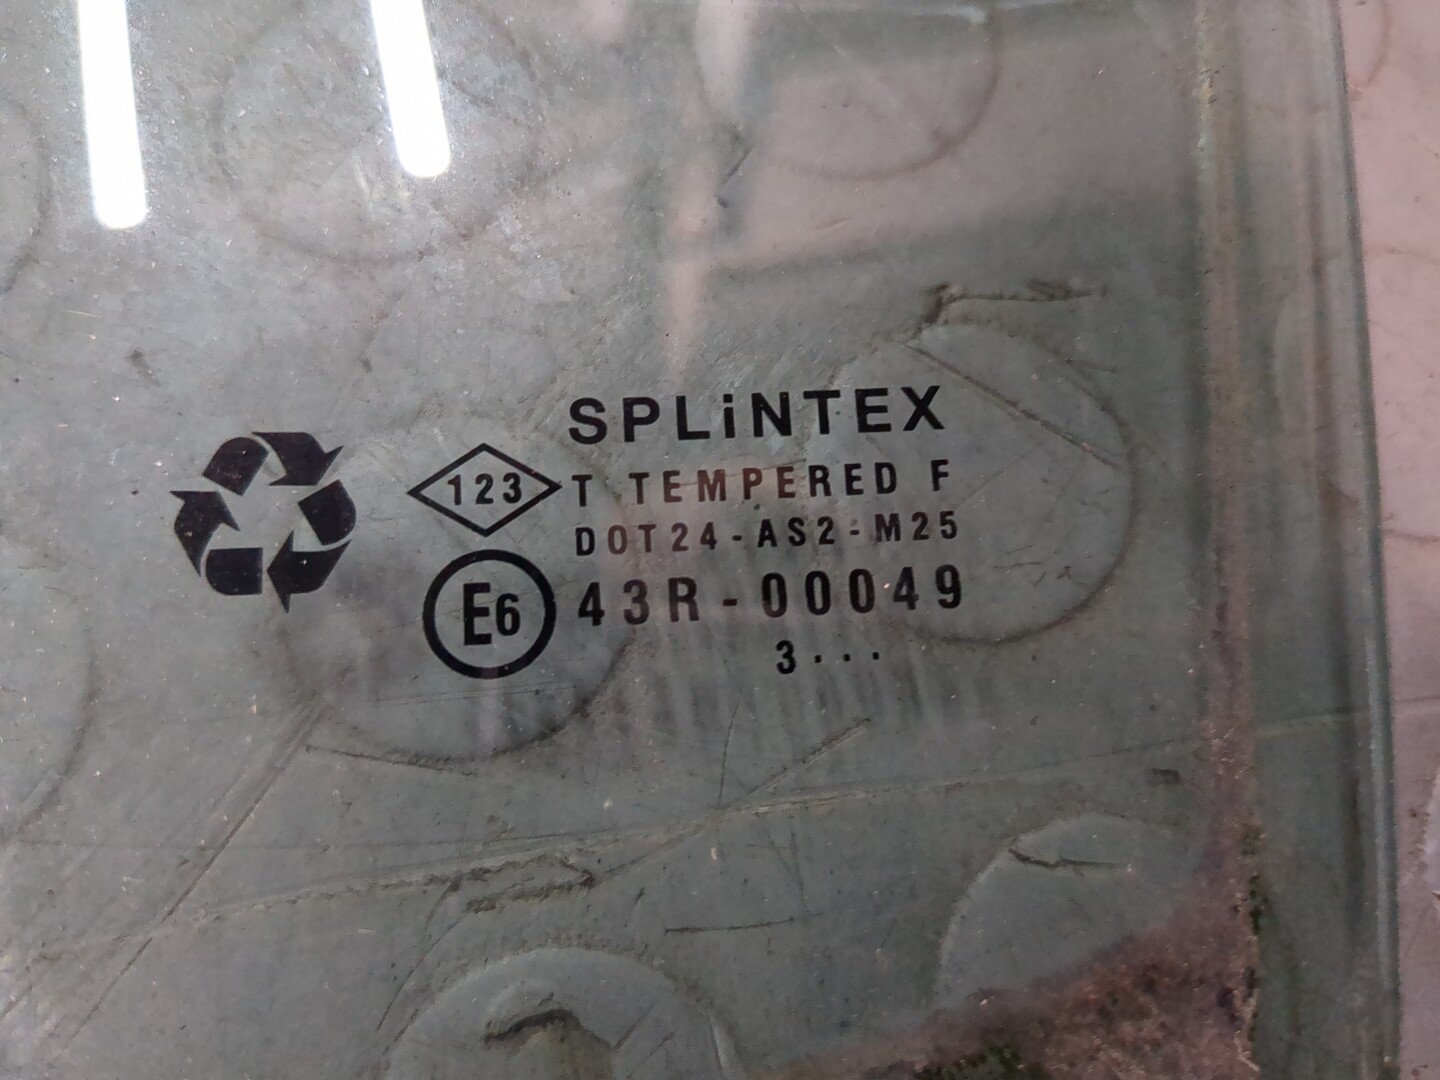 SPLiNTEX
123 T TEMPERED F
DOT24-AS2-M25
E6 43R-00049
3...